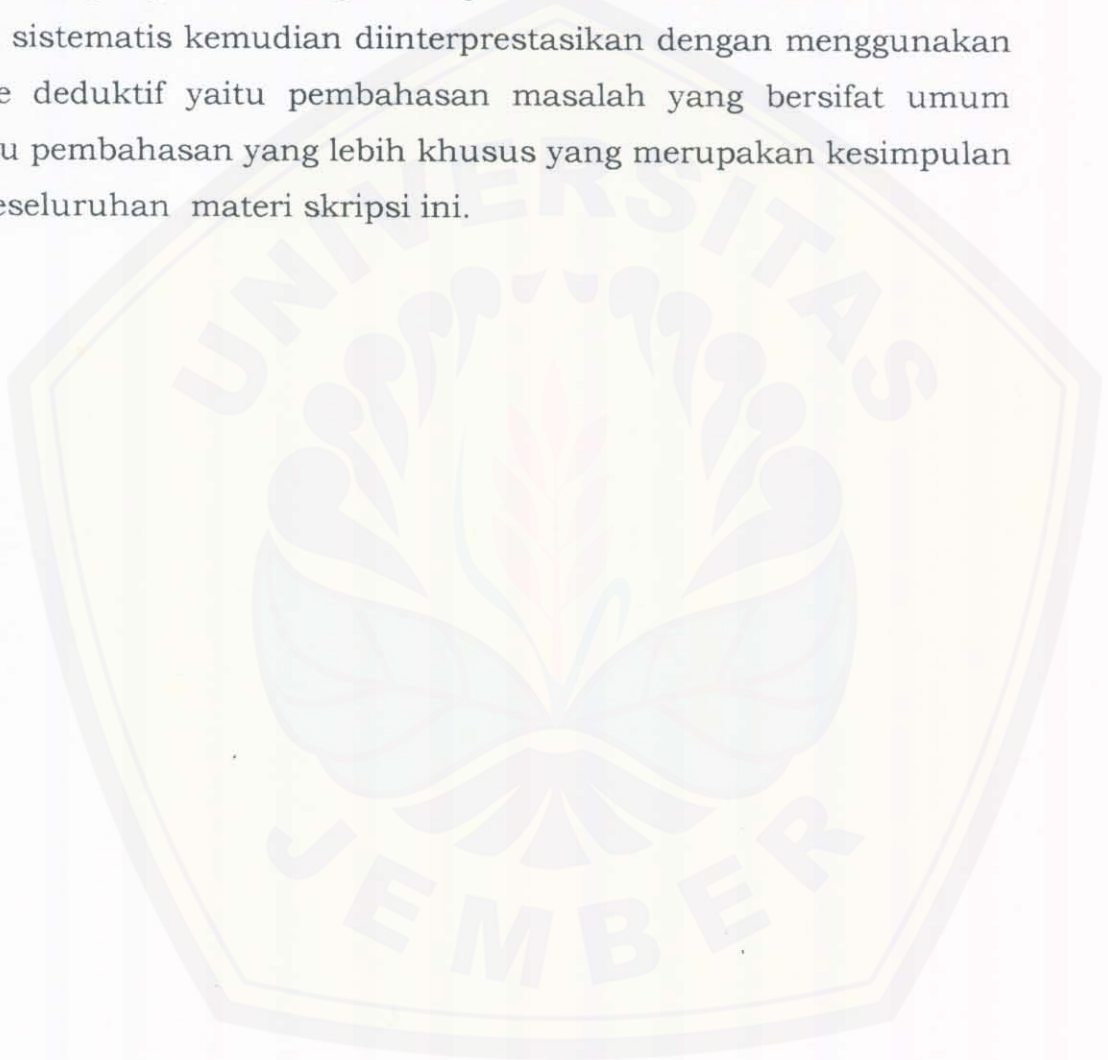 sistematis kemudian diinterprestasikan dengan menggunakan
e deduktif yaitu pembahasan masalah yang bersifat umum
u pembahasan yang lebih khusus yang merupakan kesimpulan
eseluruhan materi skripsi ini.
UNIVERSITAS
JEMBER